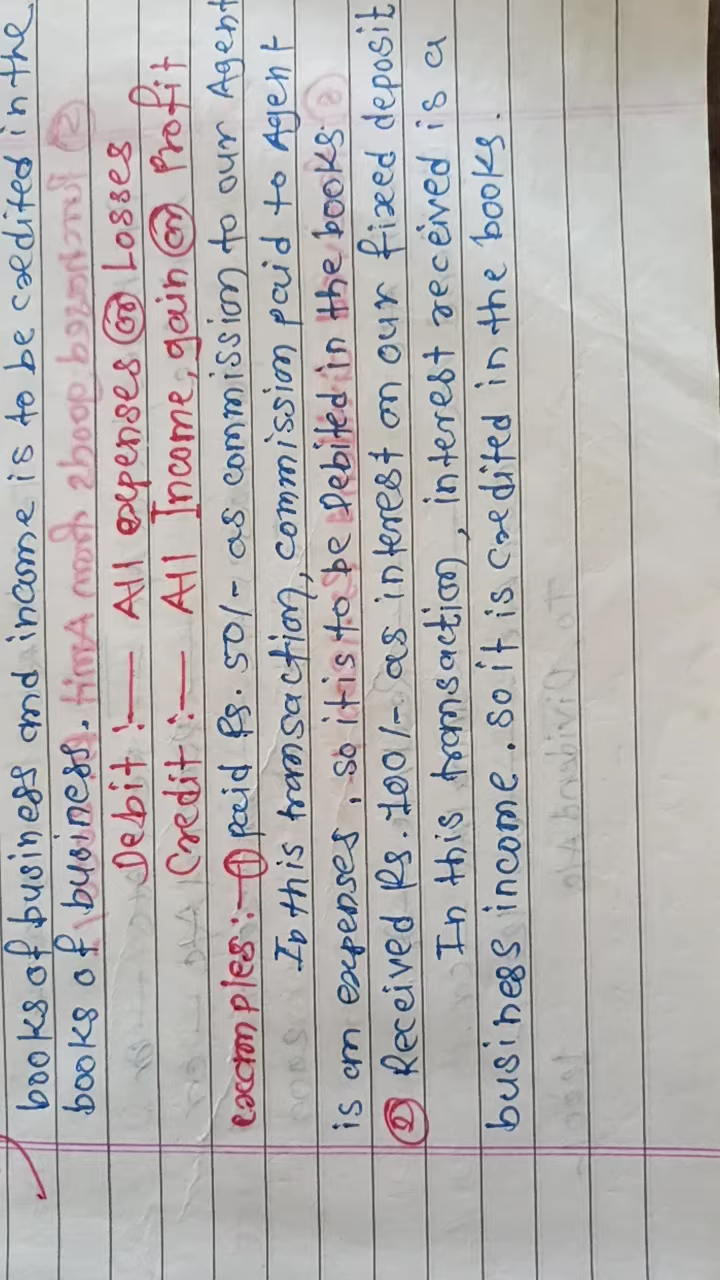 books of business and income is to be credited in the
books of business.
Debit :— All expenses or Losses
Credit :— All Income, gain or Profit
examples:— ① paid Rs. 50/- as commission to our Agent
In this transaction, commission paid to Agent
is an expenses. so it is to be Debited in the books.
② Received Rs. 100/- as interest on our fixed deposit
In this transaction, interest received is a
business income. so it is credited in the books.